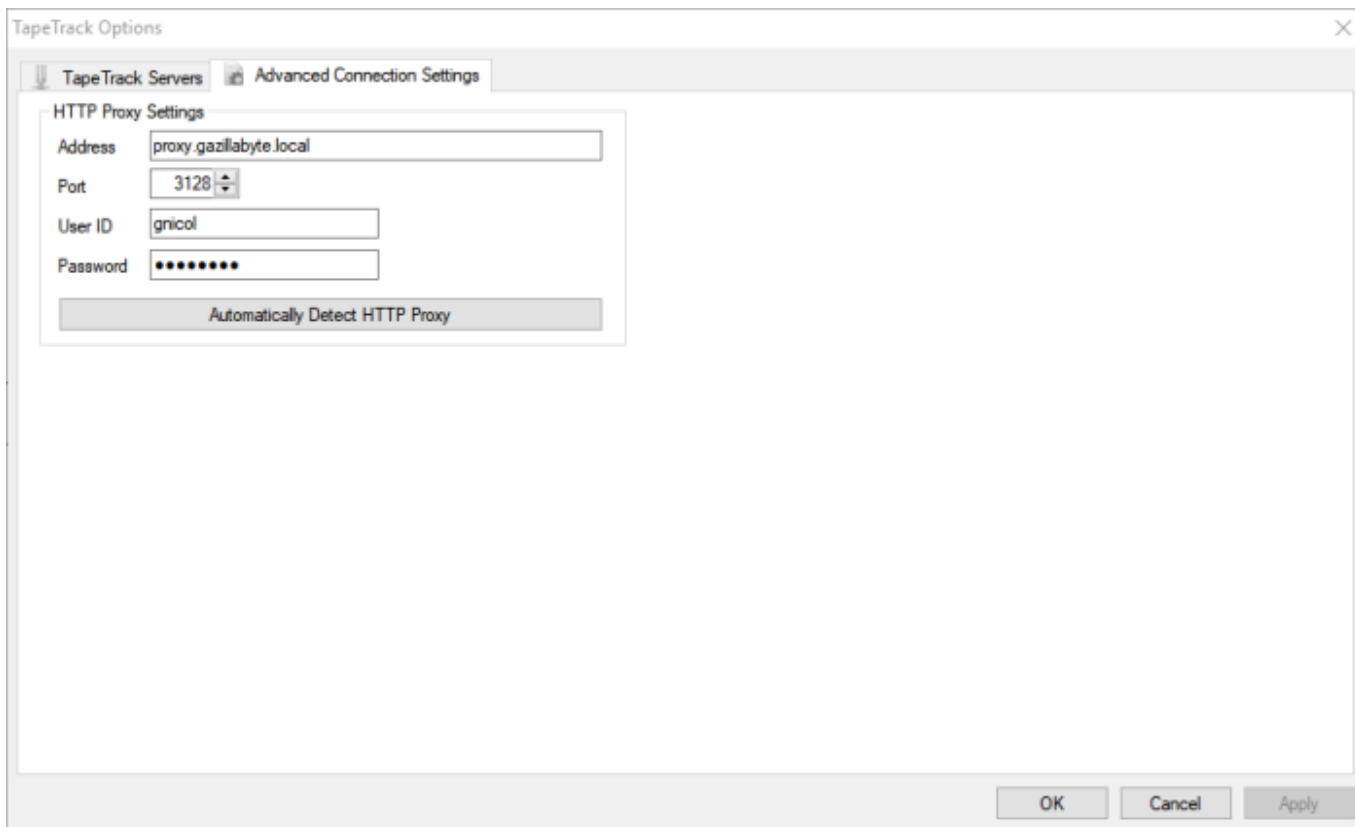 TapeTrack Options
TapeTrack Servers Advanced Connection Settings
HTTP Proxy Settings
Address proxy.gazillabyte.local
Port 3128
User ID gnicol
Password ••••••••
Automatically Detect HTTP Proxy
OK Cancel Apply